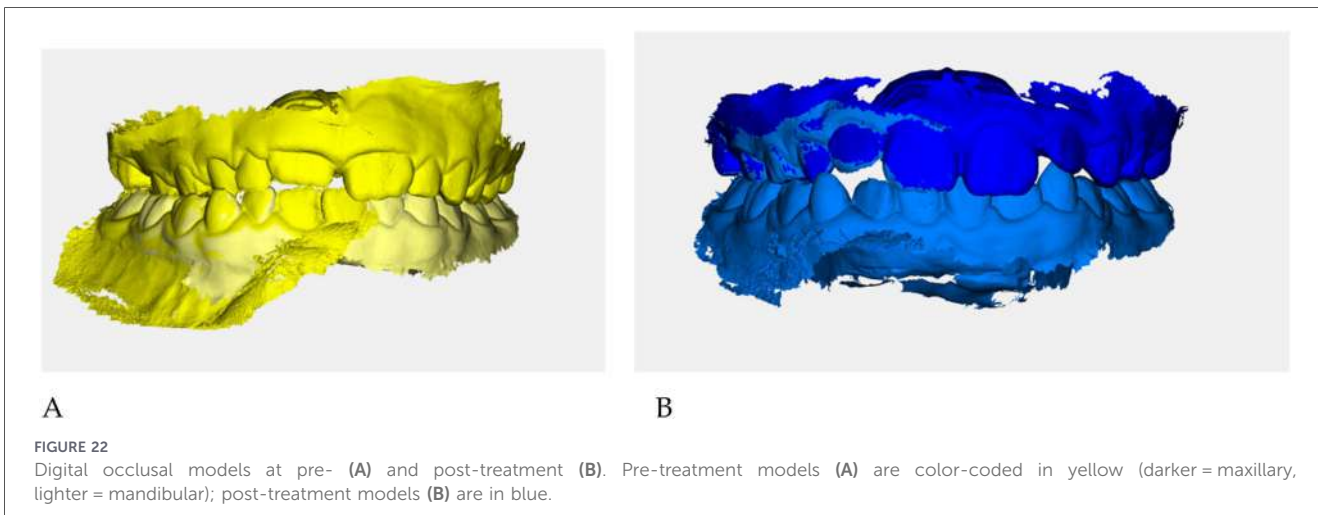 A
B
FIGURE 22
Digital occlusal models at pre- (A) and post-treatment (B). Pre-treatment models (A) are color-coded in yellow (darker = maxillary,
lighter = mandibular); post-treatment models (B) are in blue.